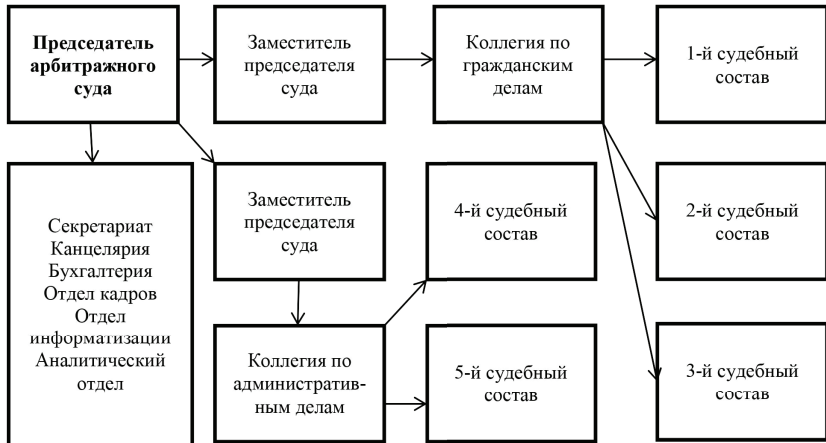 Председатель
арбитражного
суда
Заместитель
председателя
суда
Коллегия по
гражданским
делам
1-й судебный
состав
Секретариат
Канцелярия
Бухгалтерия
Отдел кадров
Отдел
информатизации
Аналитический
отдел
Заместитель
председателя
суда
4-й судебный
состав
2-й судебный
состав
Коллегия по
административ-
ным делам
5-й судебный
состав
3-й судебный
состав